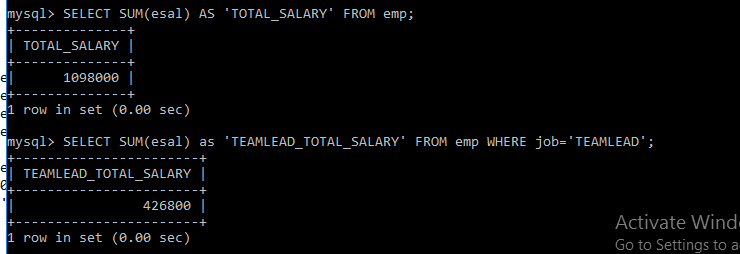 mysql> SELECT SUM(esal) AS 'TOTAL_SALARY' FROM emp;
+--------------+
| TOTAL_SALARY |
+--------------+
|      1098000 |
+--------------+
1 row in set (0.00 sec)
mysql> SELECT SUM(esal) as 'TEAMLEAD_TOTAL_SALARY' FROM emp WHERE job='TEAMLEAD';
+-----------------------+
| TEAMLEAD_TOTAL_SALARY |
+-----------------------+
|                426800 |
+-----------------------+
1 row in set (0.00 sec)
Activate Wind
Go to Settings to a